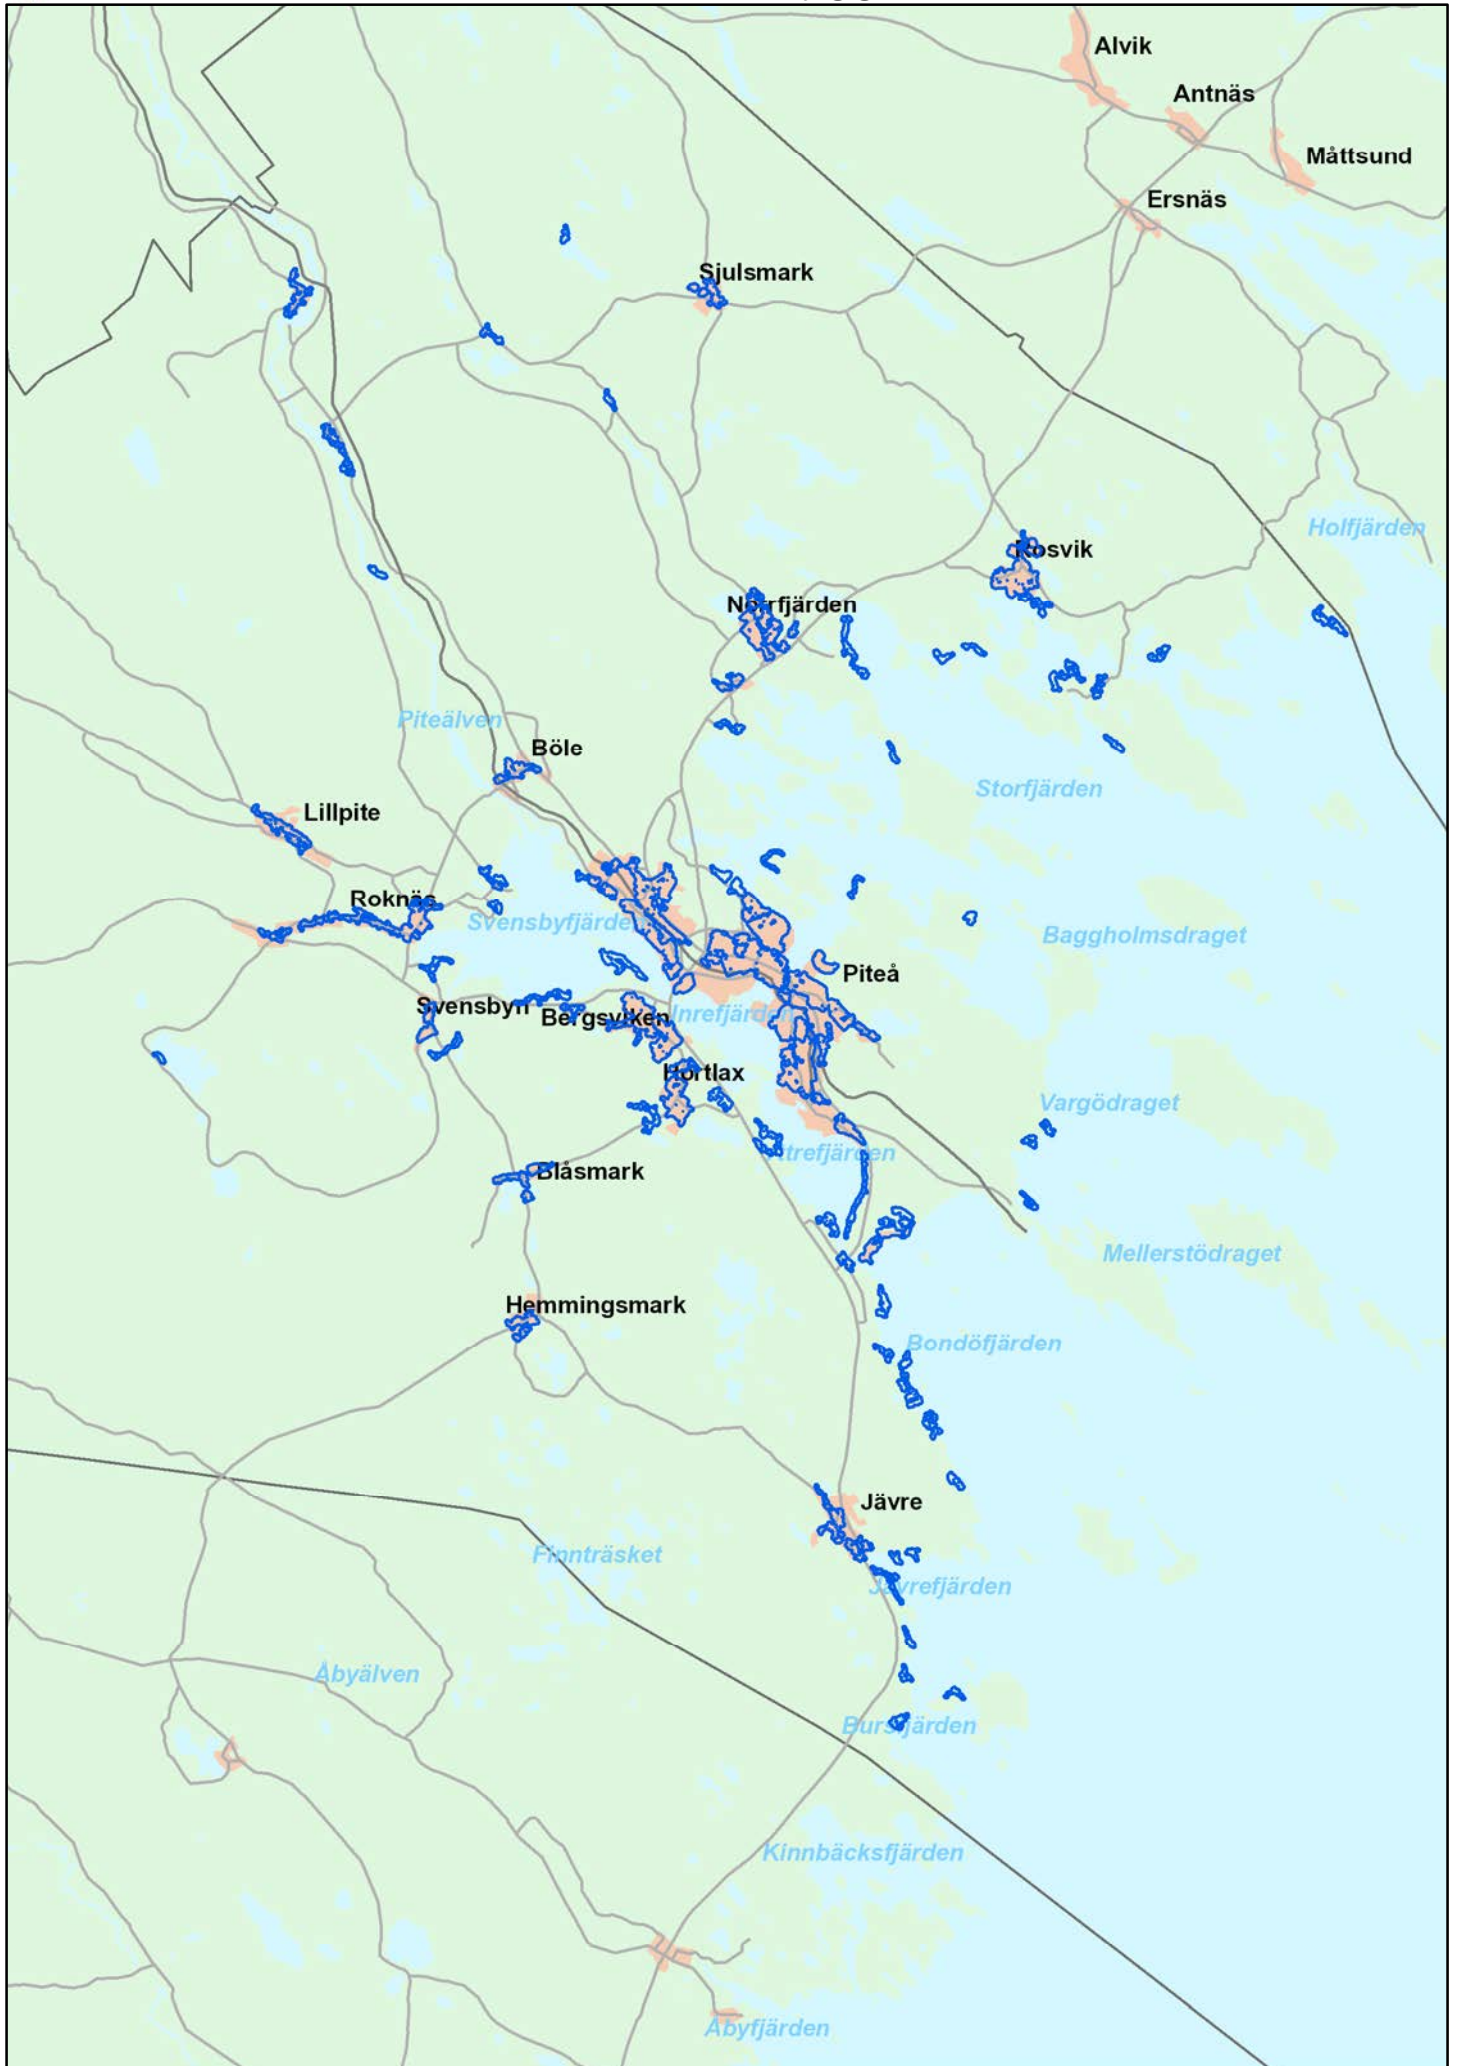 Alvik
Antnäs
Måttsund
Ersnäs
Sjulsmark
Holfjärden
Rosvik
Norrfjärden
Piteälven
Böle
Storfjärden
Lillpite
Roknäs
Svensbyfjärden
Baggholmsdraget
Piteå
Svensbyn
Bergsviken
Inrefjärden
Hortlax
Vargödraget
Yttrefjärden
Blåsmark
Mellerstödraget
Hemmingsmark
Bondöfjärden
Jävre
Finnträsket
Jävrefjärden
Åbyälven
Bursfjärden
Kinnbäcksfjärden
Åbyfjärden